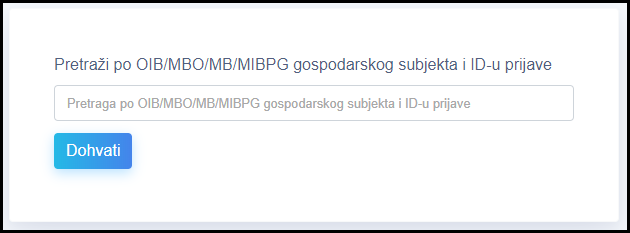 Pretraži po OIB/MBO/MB/MIBPG gospodarskog subjekta i ID-u prijave
Pretraga po OIB/MBO/MB/MIBPG gospodarskog subjekta i ID-u prijave
Dohvati